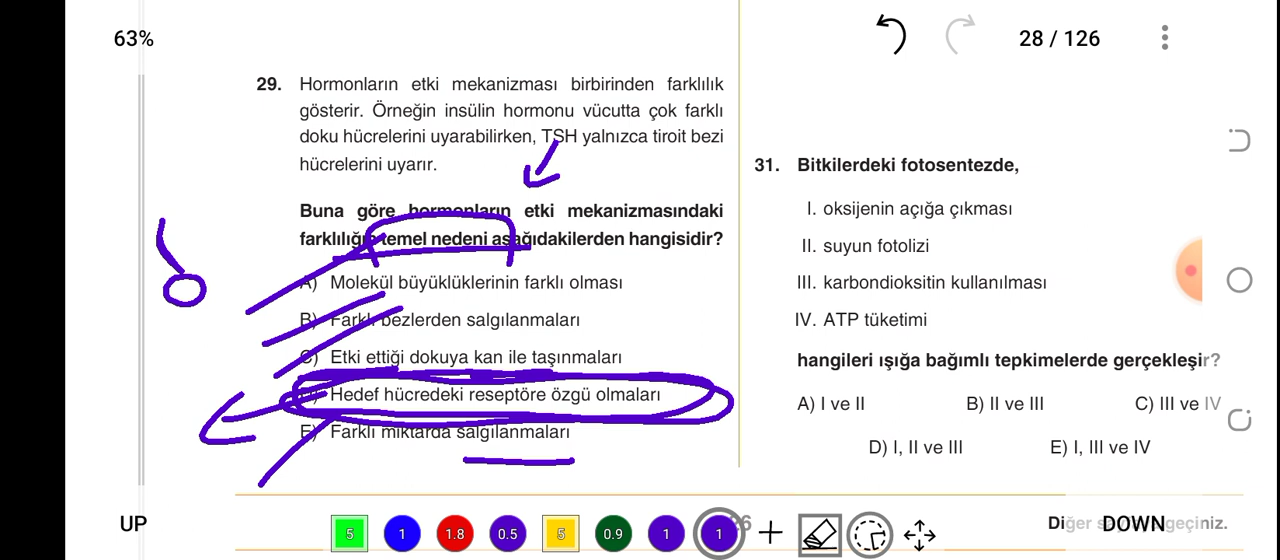 63%
28 / 126
29. Hormonların etki mekanizması birbirinden farklılık
gösterir. Örneğin insülin hormonu vücutta çok farklı
doku hücrelerini uyarabilirken, TSH yalnızca tiroit bezi
hücrelerini uyarır.
Buna göre hormonların etki mekanizmasındaki
farklılığın temel nedeni aşağıdakilerden hangisidir?
A) Molekül büyüklüklerinin farklı olması
B) Farklı bezlerden salgılanmaları
C) Etki ettiği dokuya kan ile taşınmaları
D) Hedef hücredeki reseptöre özgü olmaları
E) Farklı miktarda salgılanmaları
31. Bitkilerdeki fotosentezde,
I. oksijenin açığa çıkması
II. suyun fotolizi
III. karbondioksitin kullanılması
IV. ATP tüketimi
hangileri ışığa bağımlı tepkimelerde gerçekleşir?
A) I ve II B) II ve III C) III ve IV
D) I, II ve III E) I, III ve IV
UP
5 1 1.8 0.5 5 0.9 1 1
Diğer geçiniz.
DOWN